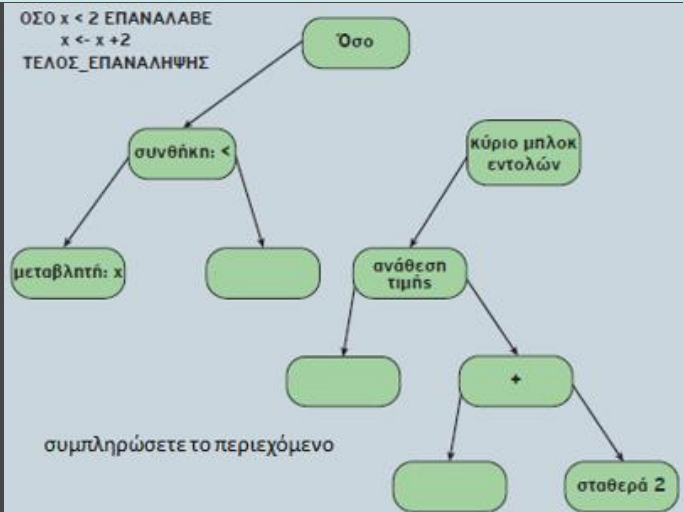 ΟΣΟ x < 2 ΕΠΑΝΑΛΑΒΕ
x <- x +2
ΤΕΛΟΣ_ΕΠΑΝΑΛΗΨΗΣ
Όσο
συνθήκη: <
κύριο μπλοκ
εντολών
μεταβλητή: x
ανάθεση
τιμής
+
συμπληρώσετε το περιεχόμενο
σταθερά 2